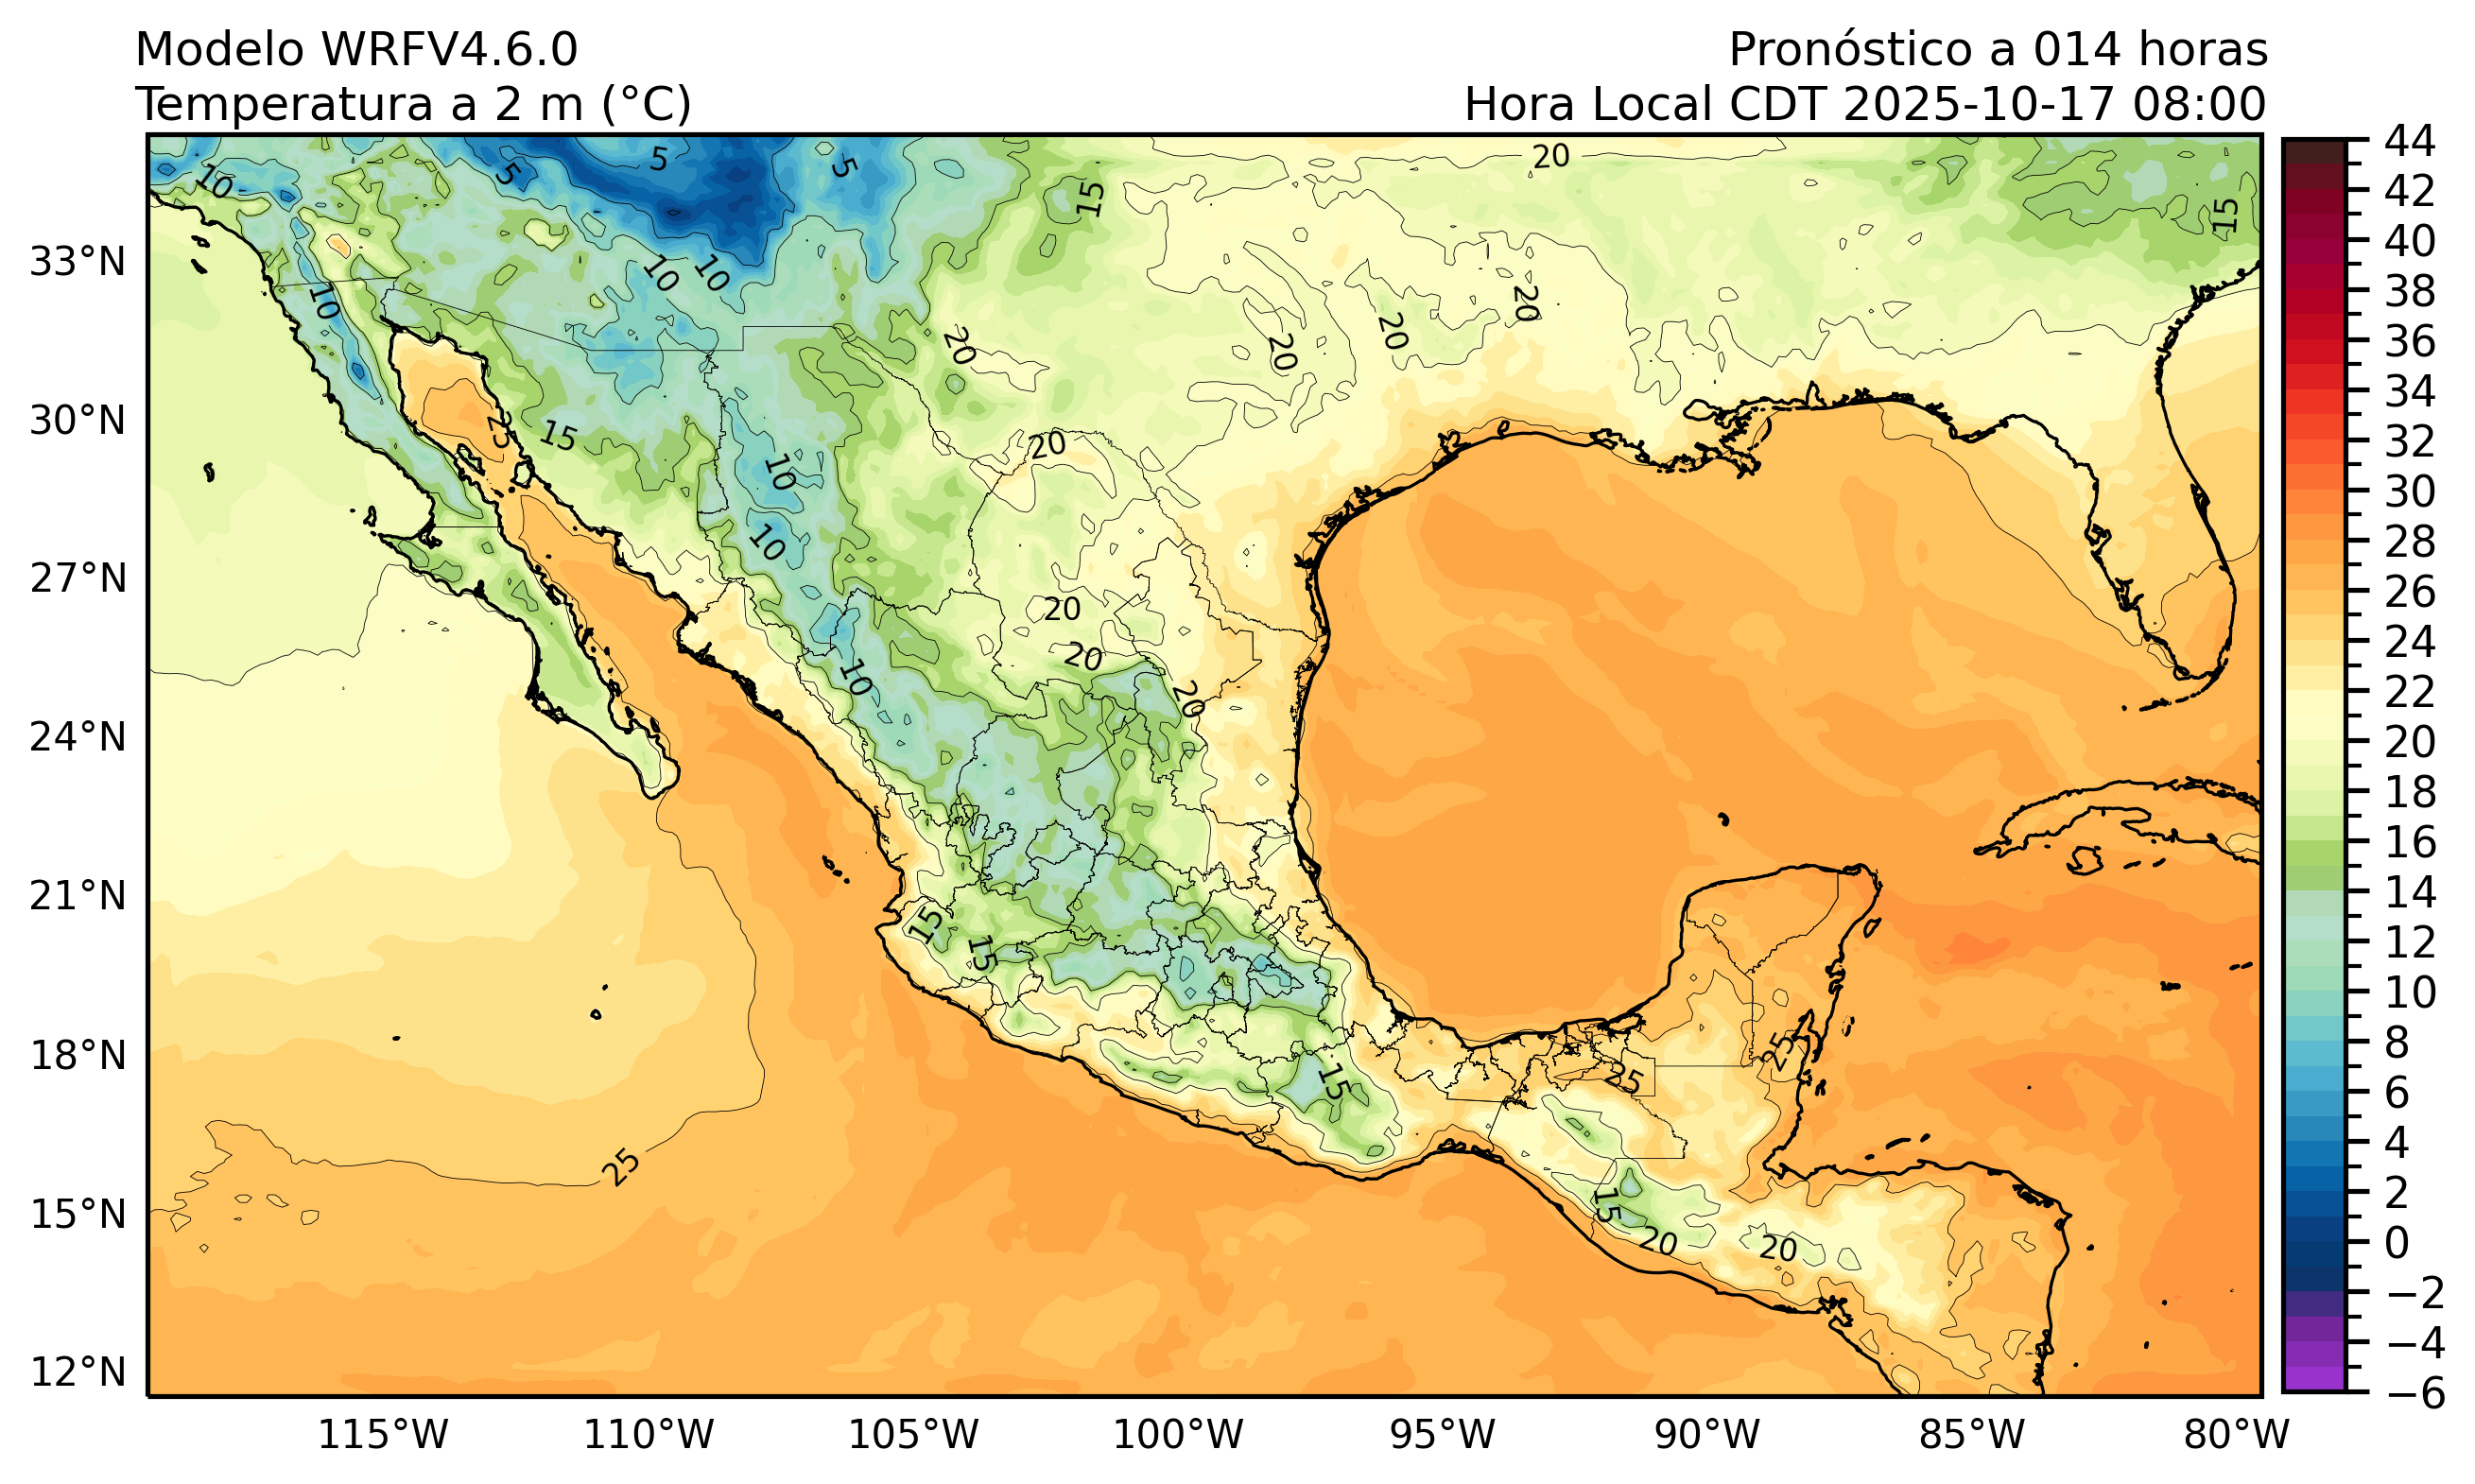 Modelo WRFV4.6.0
Pronóstico a 014 horas
Temperatura a 2 m (°C)
Hora Local CDT 2025-10-17 08:00
33°N
30°N
27°N
24°N
21°N
18°N
15°N
12°N
115°W
110°W
105°W
100°W
95°W
90°W
85°W
80°W
44
42
40
38
36
34
32
30
28
26
24
22
20
18
16
14
12
10
8
6
4
2
0
−2
−4
−6
10
5
5
5
15
20
15
10
10
10
20
20
20
20
25
15
20
10
10
20
20
10
20
15
15
25
25
15
25
15
20
20